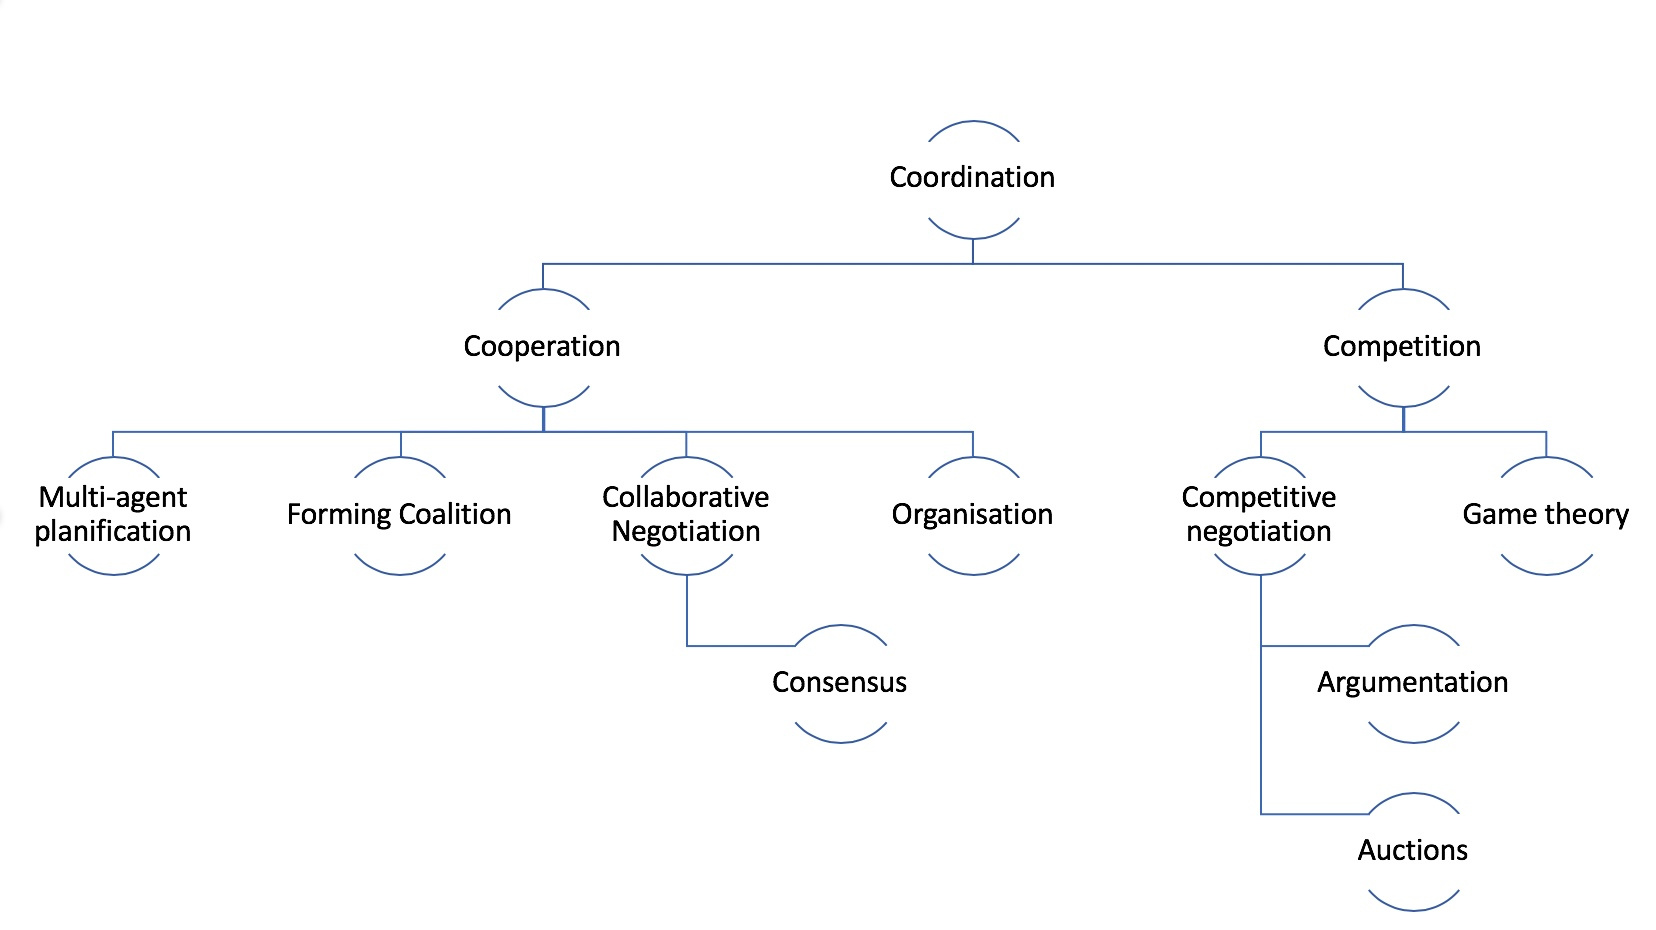 Coordination
Cooperation
Competition
Multi-agent
planification
Forming Coalition
Collaborative
Negotiation
Organisation
Competitive
negotiation
Game theory
Consensus
Argumentation
Auctions